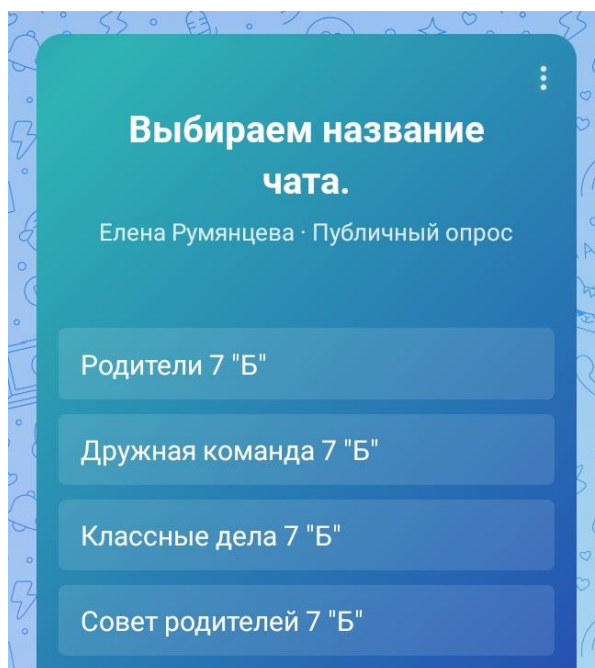 Выбираем название
чата.
Елена Румянцева · Публичный опрос
Родители 7 "Б"
Дружная команда 7 "Б"
Классные дела 7 "Б"
Совет родителей 7 "Б"